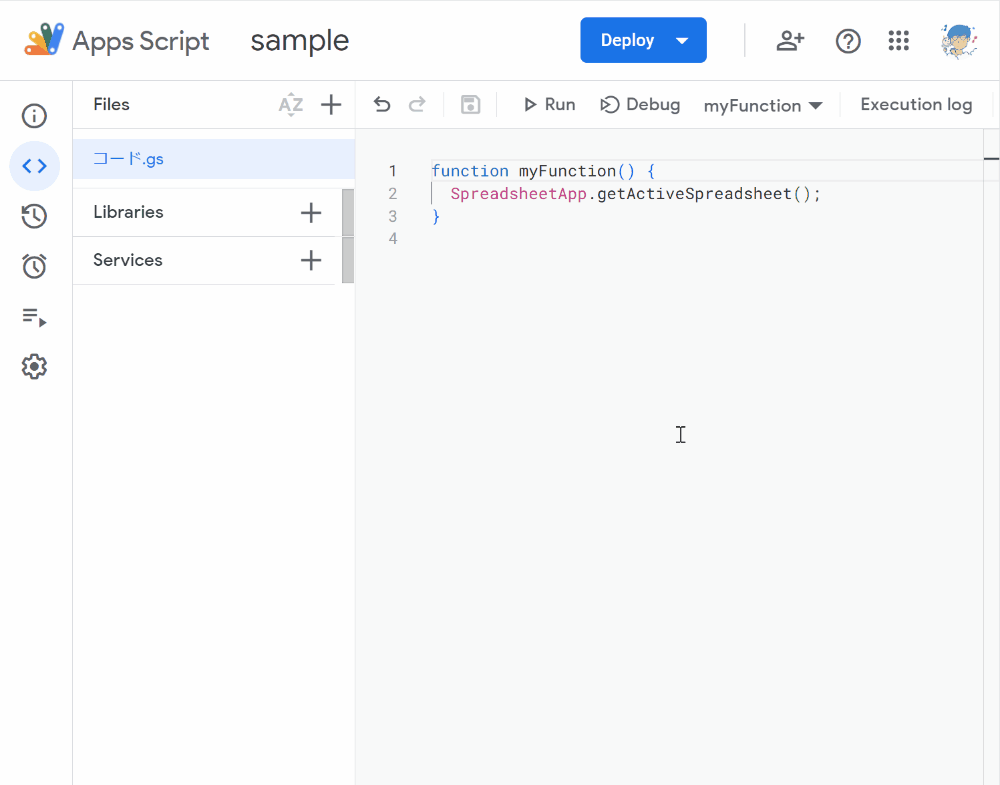 Apps Script sample Deploy
Files AZ Run Debug myFunction Execution log
コード.gs
Libraries
Services
1 function myFunction() {
2 SpreadsheetApp.getActiveSpreadsheet();
3 }
4